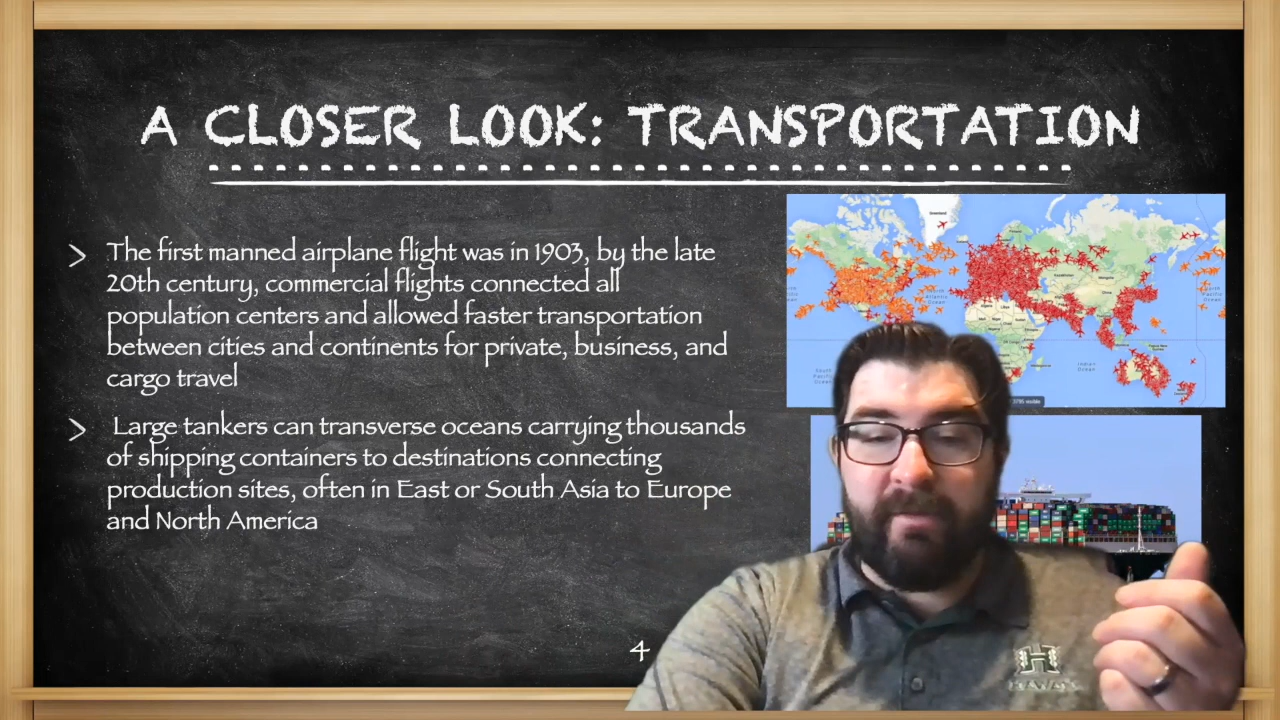 A CLOSER LOOK: TRANSPORTATION
The first manned airplane flight was in 1903, by the late
20th century, commercial flights connected all
population centers and allowed faster transportation
between cities and continents for private, business, and
cargo travel
Large tankers can transverse oceans carrying thousands
of shipping containers to destinations connecting
production sites, often in East or South Asia to Europe
and North America
4
H
HAWAI'I